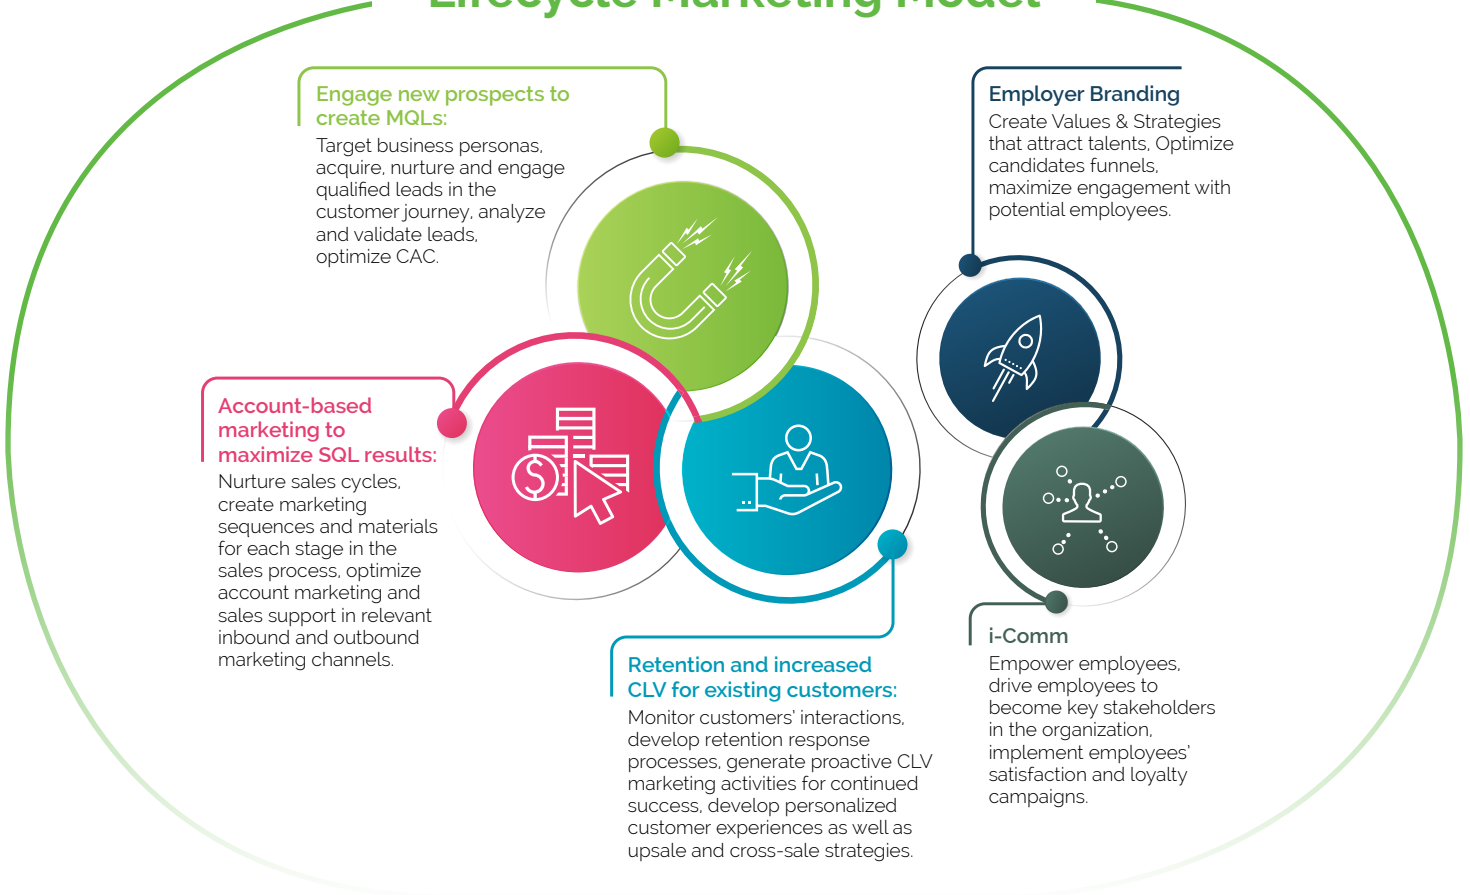 Lifecycle Marketing Model
Engage new prospects to
create MQLs:
Target business personas,
acquire, nurture and engage
qualified leads in the
customer journey, analyze
and validate leads,
optimize CAC.
Employer Branding
Create Values & Strategies
that attract talents, Optimize
candidates funnels,
maximize engagement with
potential employees.
Account-based
marketing to
maximize SQL results:
Nurture sales cycles,
create marketing
sequences and materials
for each stage in the
sales process, optimize
account marketing and
sales support in relevant
inbound and outbound
marketing channels.
$
Retention and increased
CLV for existing customers:
Monitor customers' interactions,
develop retention response
processes, generate proactive CLV
marketing activities for continued
success, develop personalized
customer experiences as well as
upsale and cross-sale strategies.
i-Comm
Empower employees,
drive employees to
become key stakeholders
in the organization,
implement employees'
satisfaction and loyalty
campaigns.